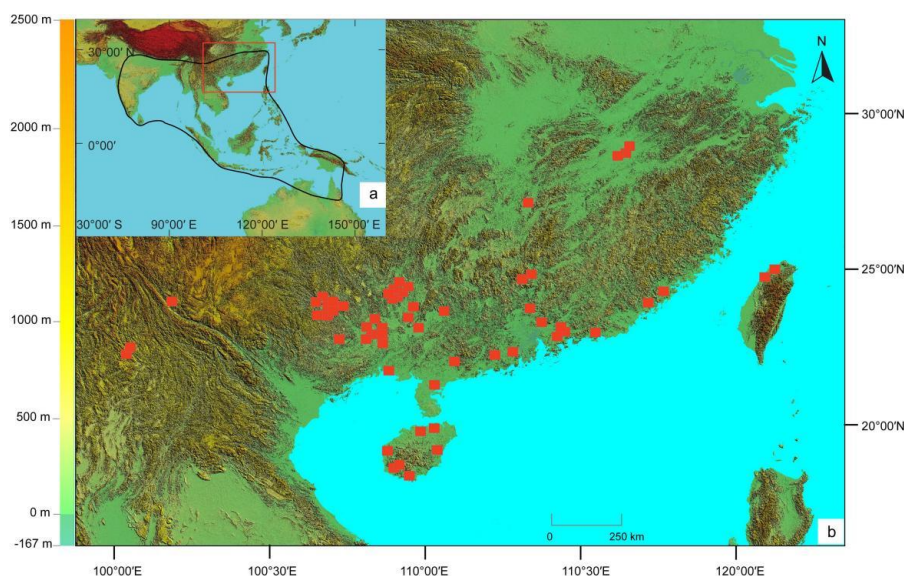 2500 m
2000 m
1500 m
1000 m
500 m
0 m
-167 m
30°00′ N
0°00′
30°00′ S
90°00′ E
120°00′ E
150°00′ E
a
N
30°00′N
25°00′N
20°00′N
0
250 km
b
100°00′E
100°30′E
110°00′E
110°30′E
120°00′E